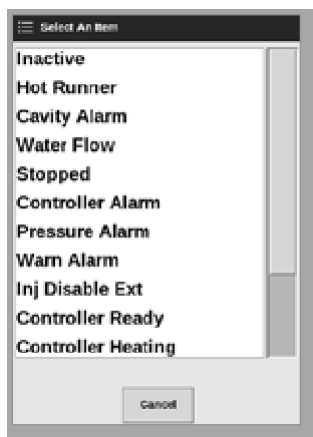 Select An Item
Inactive
Hot Runner
Cavity Alarm
Water Flow
Stopped
Controller Alarm
Pressure Alarm
Warn Alarm
Inj Disable Ext
Controller Ready
Controller Heating
Cancel